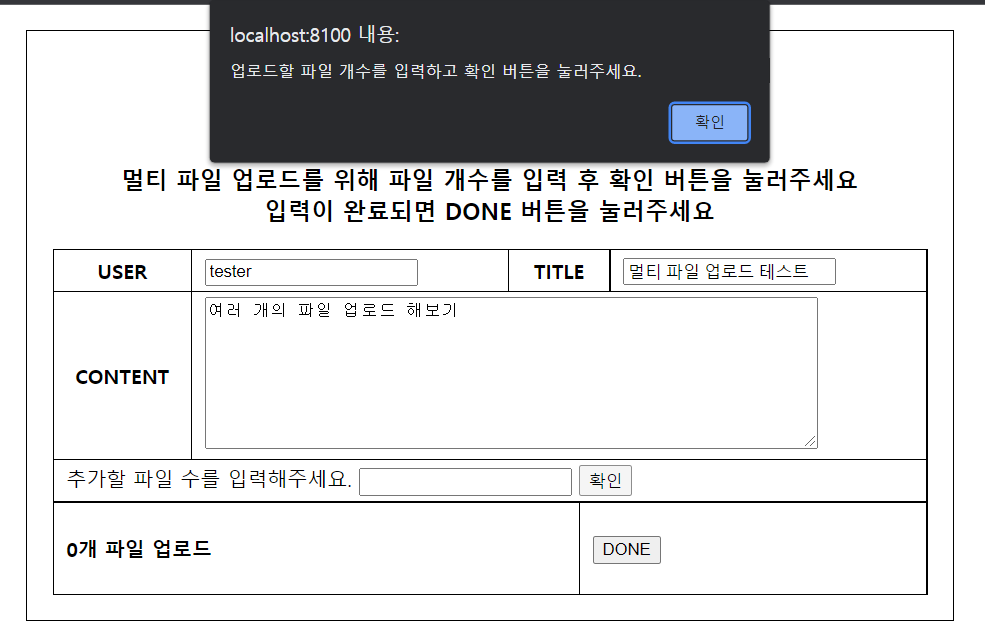 localhost:8100 내용:
업로드할 파일 개수를 입력하고 확인 버튼을 눌러주세요.
확인
멀티 파일 업로드를 위해 파일 개수를 입력 후 확인 버튼을 눌러주세요
입력이 완료되면 DONE 버튼을 눌러주세요
USER tester TITLE 멀티 파일 업로드 테스트
CONTENT
여러 개의 파일 업로드 해보기
추가할 파일 수를 입력해주세요. 확인
0개 파일 업로드 DONE